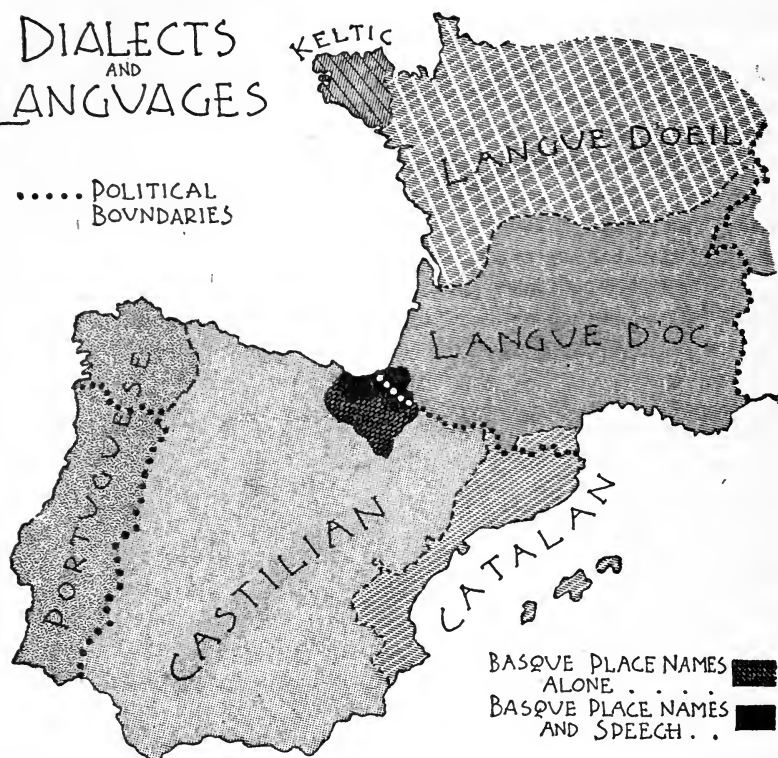 DIALECTS
AND
LANGUAGES
..... POLITICAL
BOUNDARIES
KELTIC
LANGUE D'OEIL
LANGUE D'OC
PORTUGUESE
CASTILIAN
CATALAN
BASQUE PLACE NAMES
ALONE . . . .
BASQUE PLACE NAMES
AND SPEECH . .